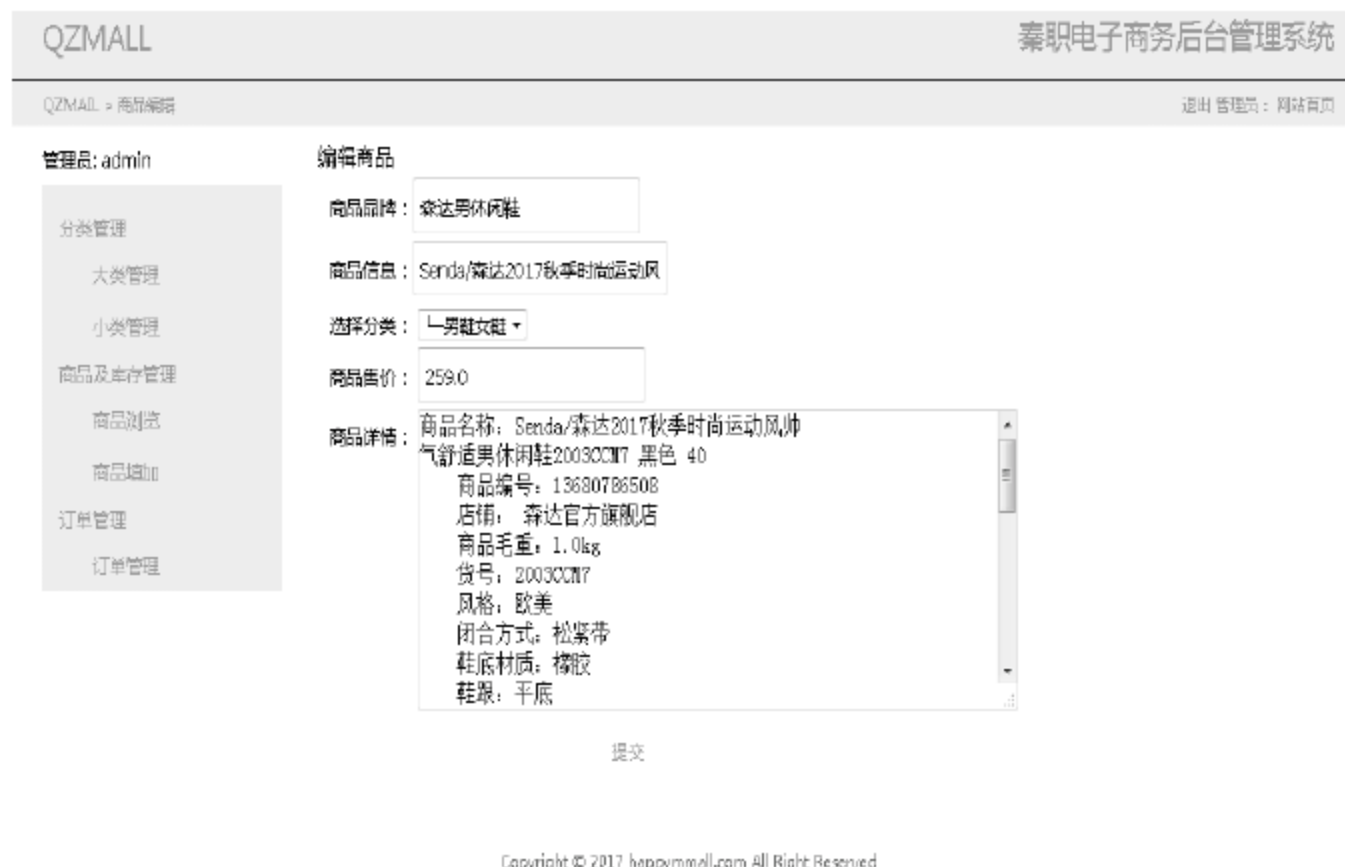 QZMALL
秦职电子商务后台管理系统
QZMALL > 商品编辑
退出 管理员: 网站首页
管理员: admin
分类管理
大类管理
小类管理
商品及库存管理
商品浏览
商品增加
订单管理
订单管理
编辑商品
商品品牌: 森达男休闲鞋
商品信息: Senda/森达2017秋季时尚运动风
选择分类: └─男鞋女鞋
商品售价: 259.0
商品详情:
商品名称: Senda/森达2017秋季时尚运动风帅
气舒适男休闲鞋2003CCM7 黑色 40
商品编号: 13680786508
店铺: 森达官方旗舰店
商品毛重: 1.0kg
货号: 2003CCM7
风格: 欧美
闭合方式: 松紧带
鞋底材质: 橡胶
鞋跟: 平底
提交
Copyright © 2017 happymmall.com All Right Reserved